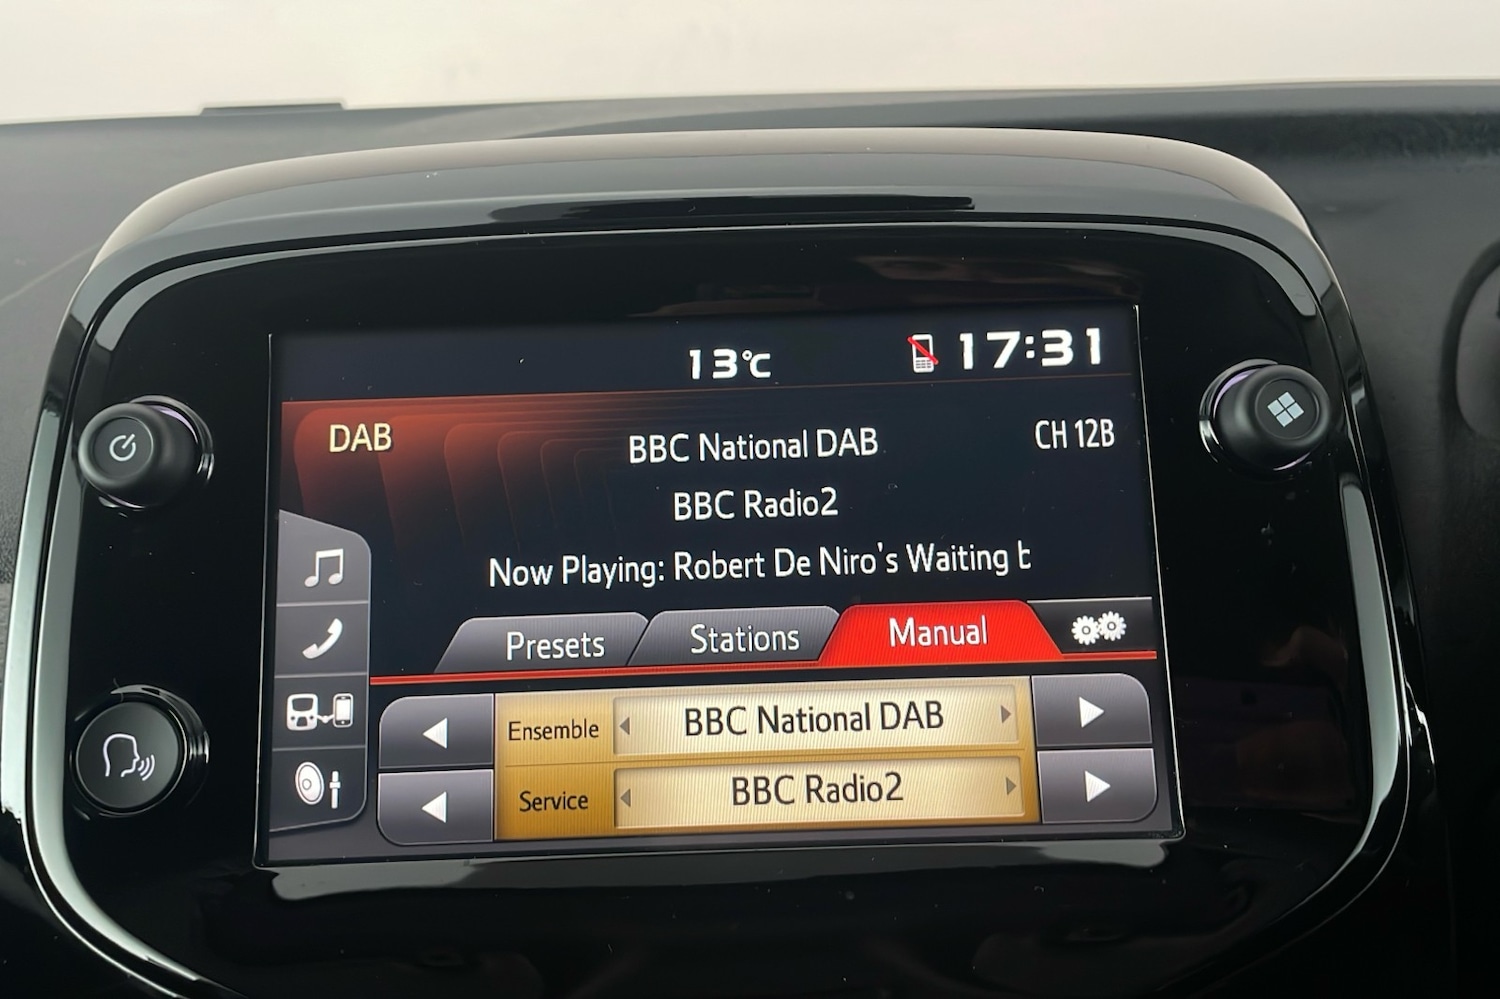 13°C 17:31
DAB BBC National DAB CH 12B
BBC Radio2
Now Playing: Robert De Niro's Waiting t
Presets Stations Manual
Ensemble BBC National DAB
Service BBC Radio2